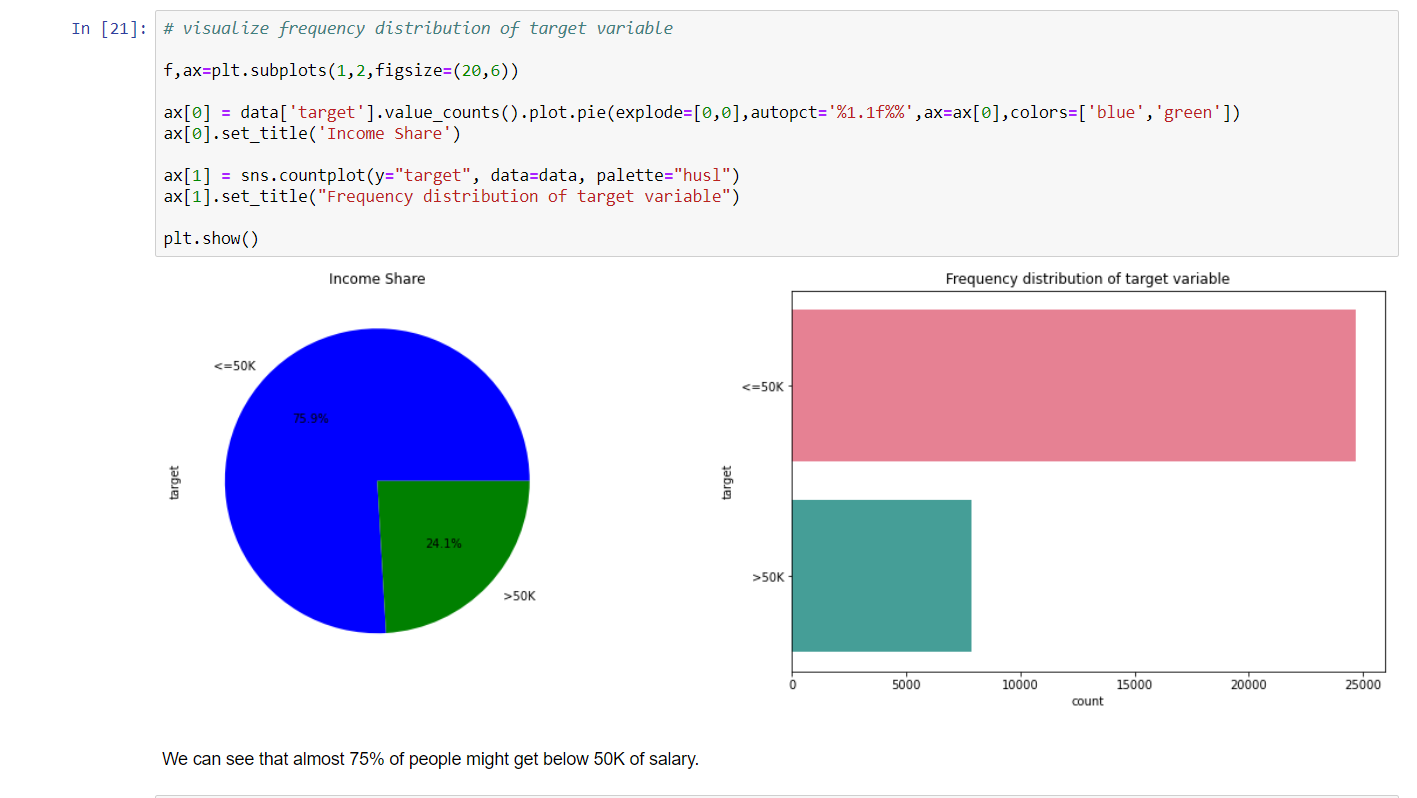 In [21]: # visualize frequency distribution of target variable
f,ax=plt.subplots(1,2,figsize=(20,6))
ax[0] = data['target'].value_counts().plot.pie(explode=[0,0],autopct='%1.1f%%',ax=ax[0],colors=['blue','green'])
ax[0].set_title('Income Share')
ax[1] = sns.countplot(y="target", data=data, palette="husl")
ax[1].set_title("Frequency distribution of target variable")
plt.show()
Income Share
<=50K
75.9%
target
24.1%
>50K
Frequency distribution of target variable
<=50K
target
>50K
0 5000 10000 15000 20000 25000
count
We can see that almost 75% of people might get below 50K of salary.